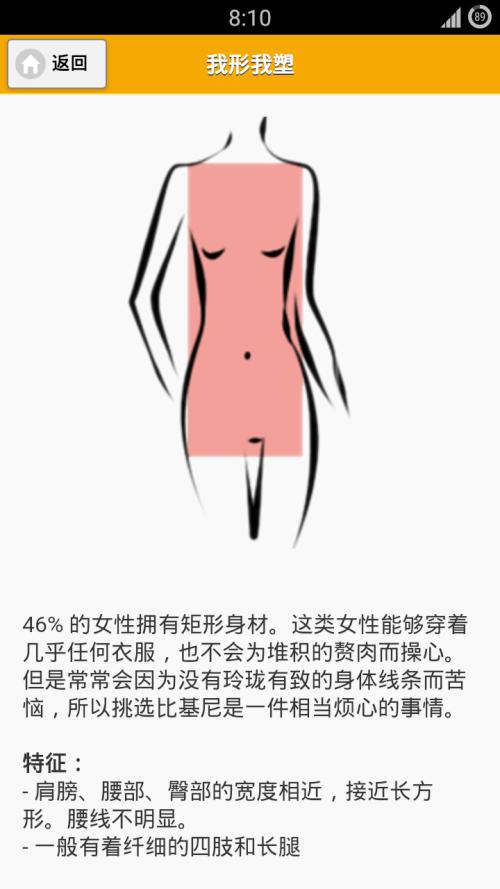 8:10
89
返回
我形我塑
46% 的女性拥有矩形身材。这类女性能够穿着
几乎任何衣服，也不会为堆积的赘肉而操心。
但是常常会因为没有玲珑有致的身体线条而苦
恼，所以挑选比基尼是一件相当烦心的事情。
特征：
- 肩膀、腰部、臀部的宽度相近，接近长方
形。腰线不明显。
- 一般有着纤细的四肢和长腿